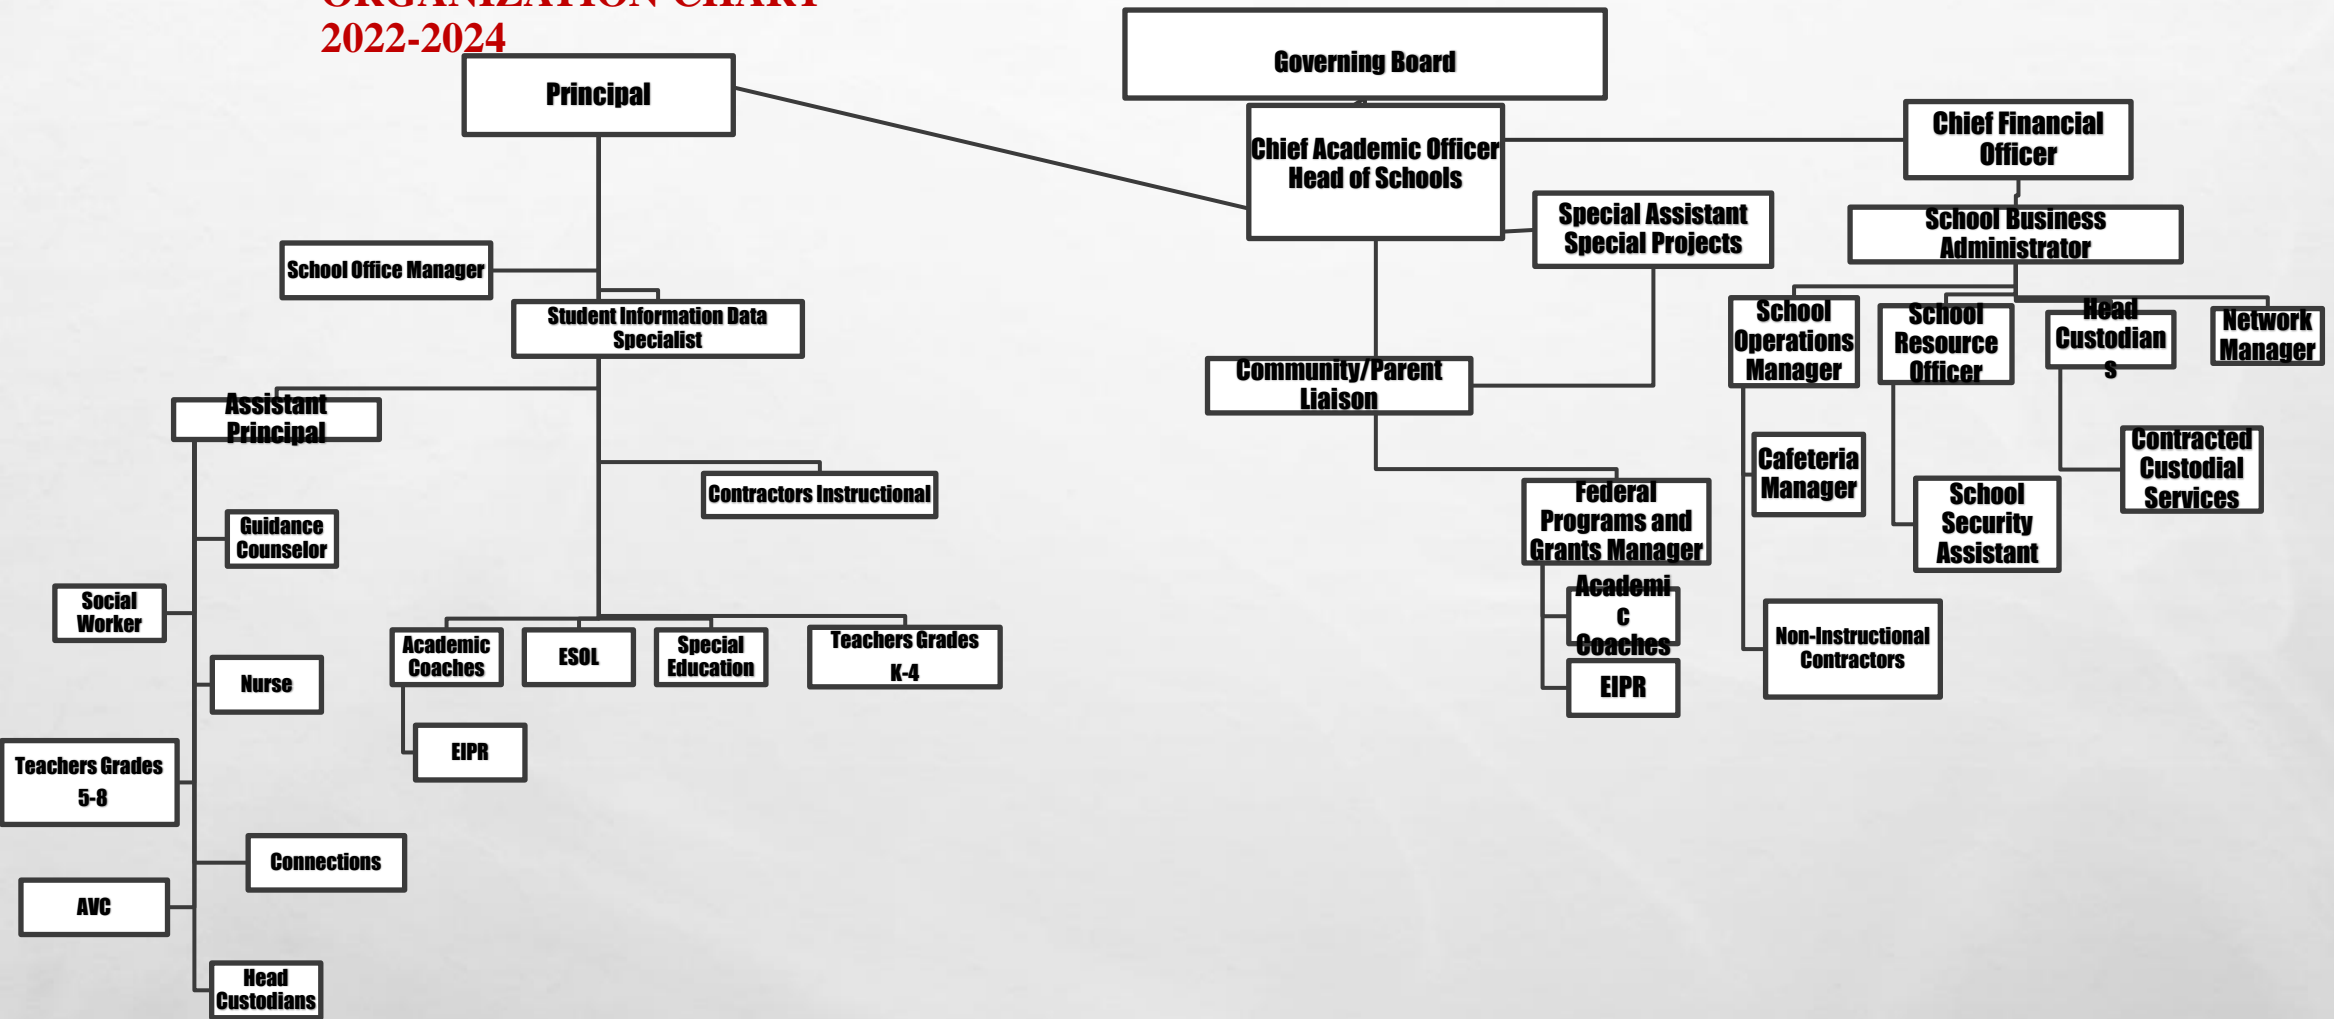 ORGANIZATION CHART
2022-2024
Principal
Governing Board
Chief Academic Officer
Head of Schools
Chief Financial
Officer
Special Assistant
Special Projects
School Business
Administrator
School Office Manager
Student Information Data
Specialist
School
Operations
Manager
School
Resource
Officer
Head
Custodian
s
Network
Manager
Community/Parent
Liaison
Assistant
Principal
Contractors Instructional
Cafeteria
Manager
Contracted
Custodial
Services
Federal
Programs and
Grants Manager
School
Security
Assistant
Guidance
Counselor
Social
Worker
Academi
c
Coaches
Academic
Coaches
ESOL
Special
Education
Teachers Grades
K-4
Non-Instructional
Contractors
Nurse
EIPR
EIPR
Teachers Grades
5-8
Connections
AVC
Head
Custodians